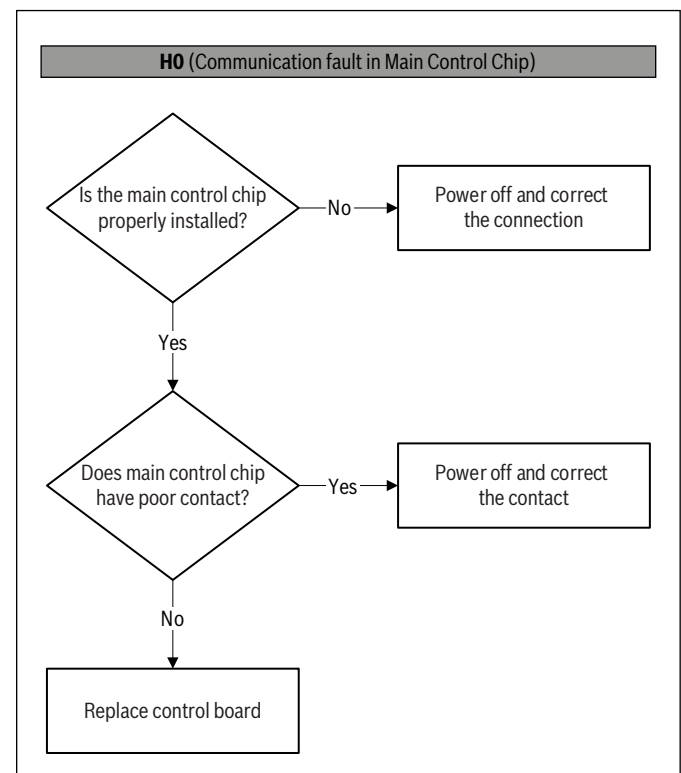 H0 (Communication fault in Main Control Chip)
Is the main control chip
properly installed?
No
Power off and correct
the connection
Yes
Does main control chip
have poor contact?
Yes
Power off and correct
the contact
No
Replace control board